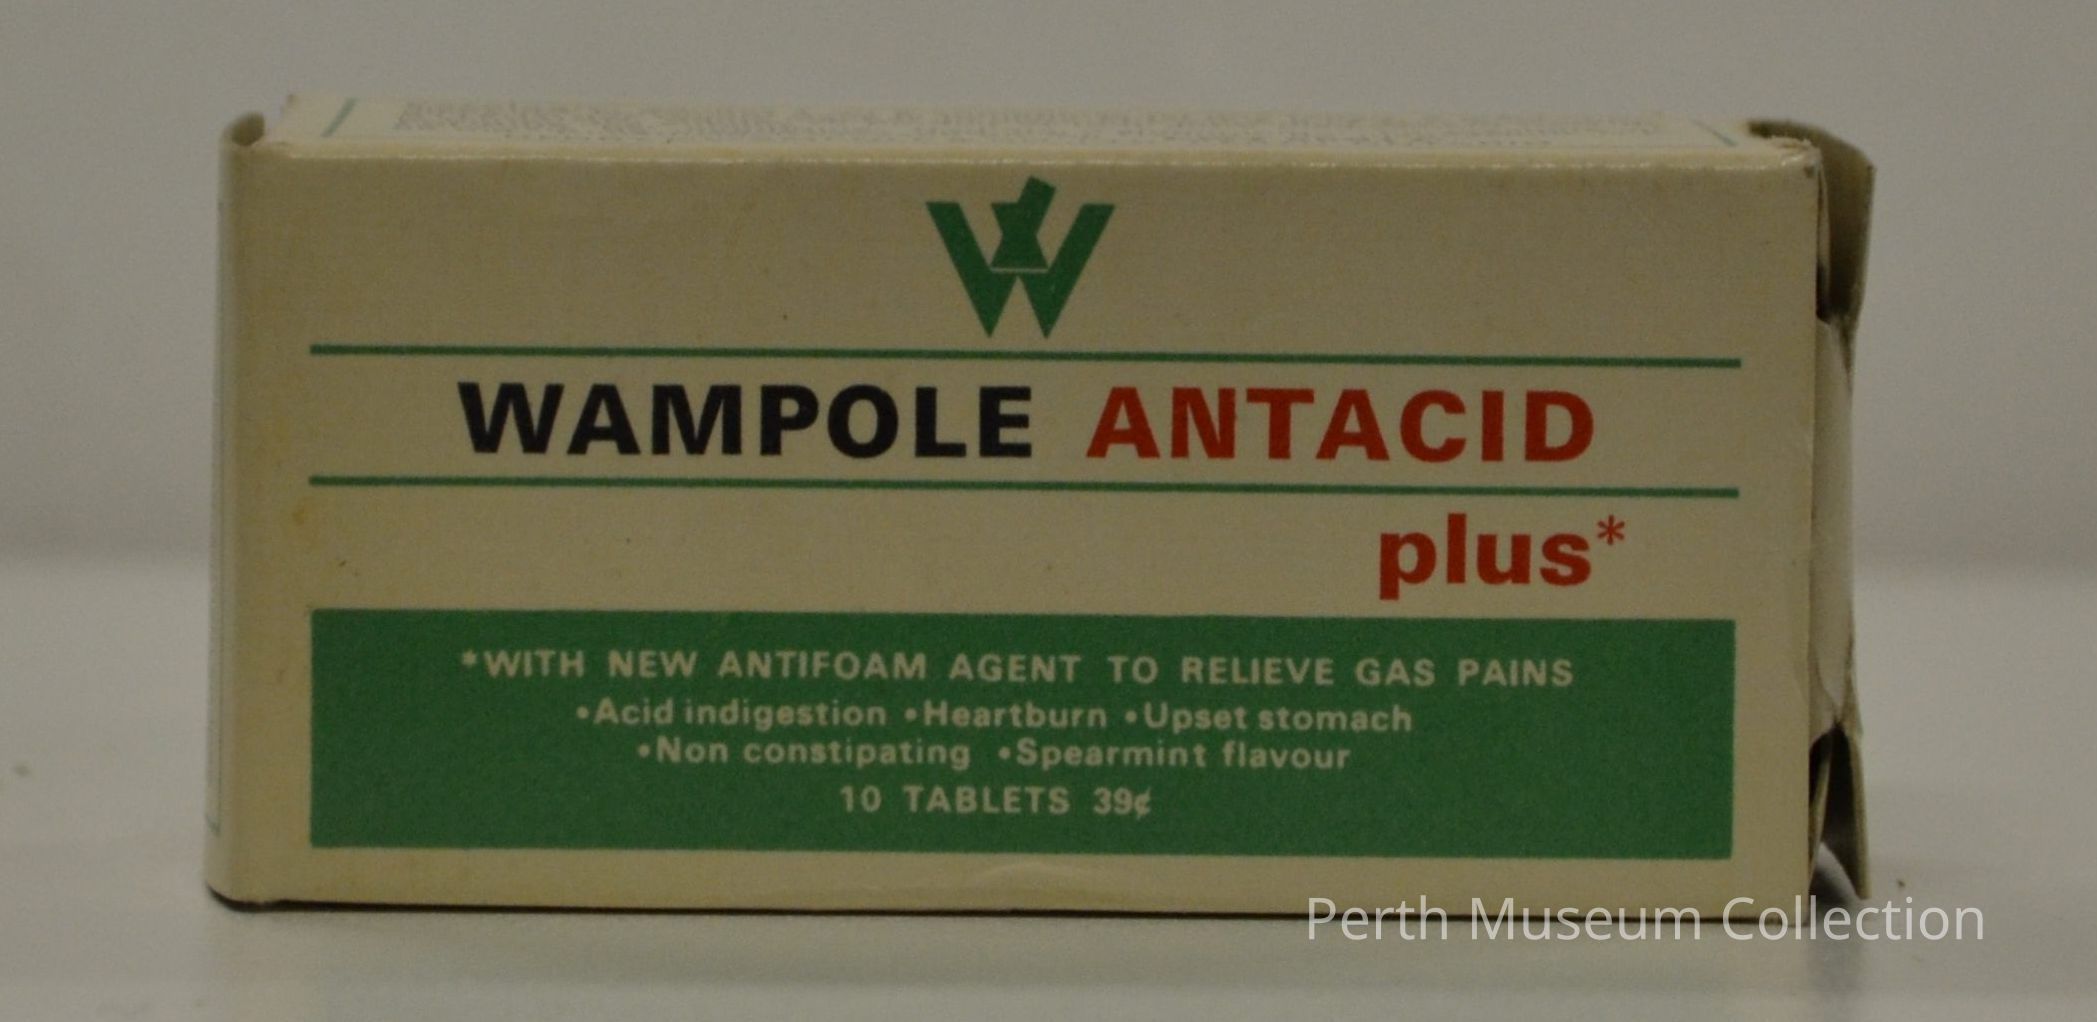 W
WAMPOLE ANTACID
plus*
*WITH NEW ANTIFOAM AGENT TO RELIEVE GAS PAINS
•Acid indigestion •Heartburn •Upset stomach
•Non constipating •Spearmint flavour
10 TABLETS 39¢
Perth Museum Collection